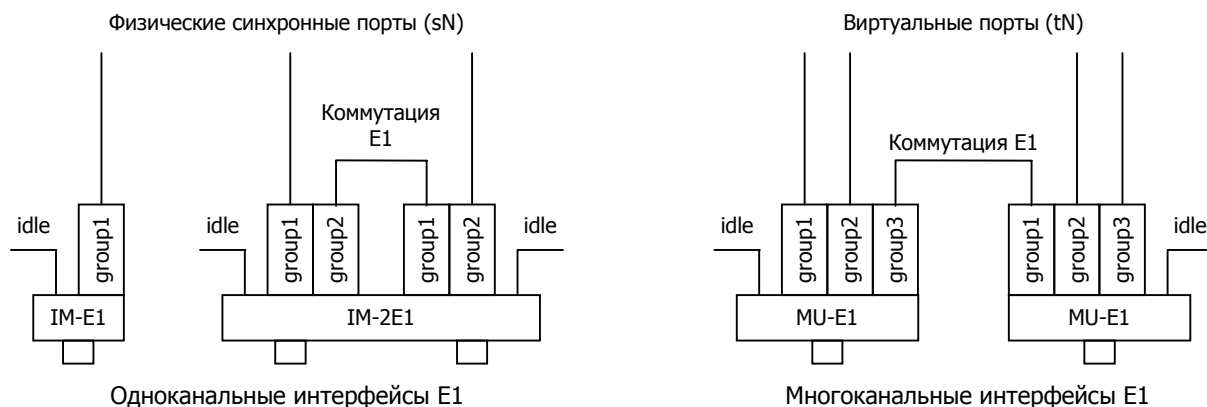 Физические синхронные порты (sN)
Виртуальные порты (tN)
Коммутация
E1
Коммутация E1
idle
group1
idle
group1
group2
group1
group2
idle
idle
group1
group2
group3
group1
group2
group3
idle
IM-E1
IM-2E1
MU-E1
MU-E1
Одноканальные интерфейсы E1
Многоканальные интерфейсы E1